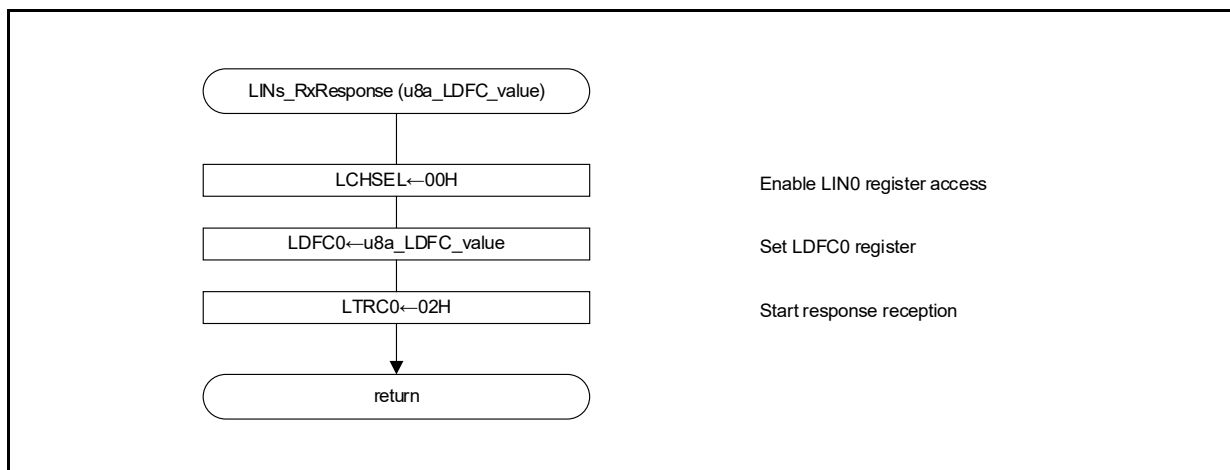 LINs_RxResponse (u8a_LDFC_value)
LCHSEL←00H Enable LIN0 register access
LDFC0←u8a_LDFC_value Set LDFC0 register
LTRC0←02H Start response reception
return